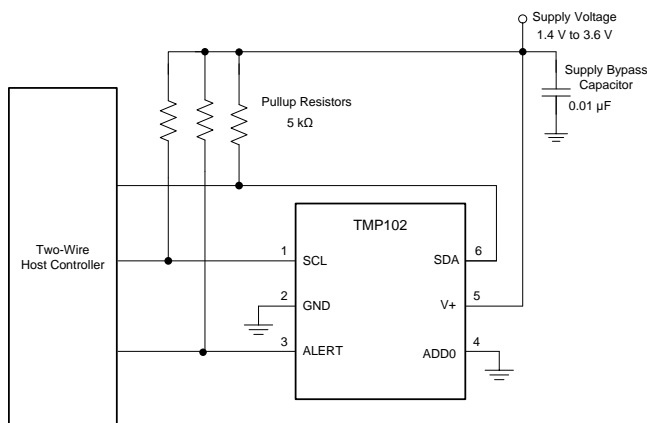 Supply Voltage
1.4 V to 3.6 V
Supply Bypass
Capacitor
0.01 µF
Pullup Resistors
5 kΩ
Two-Wire
Host Controller
TMP102
1
SCL
SDA
6
2
GND
V+
5
3
ALERT
ADD0
4